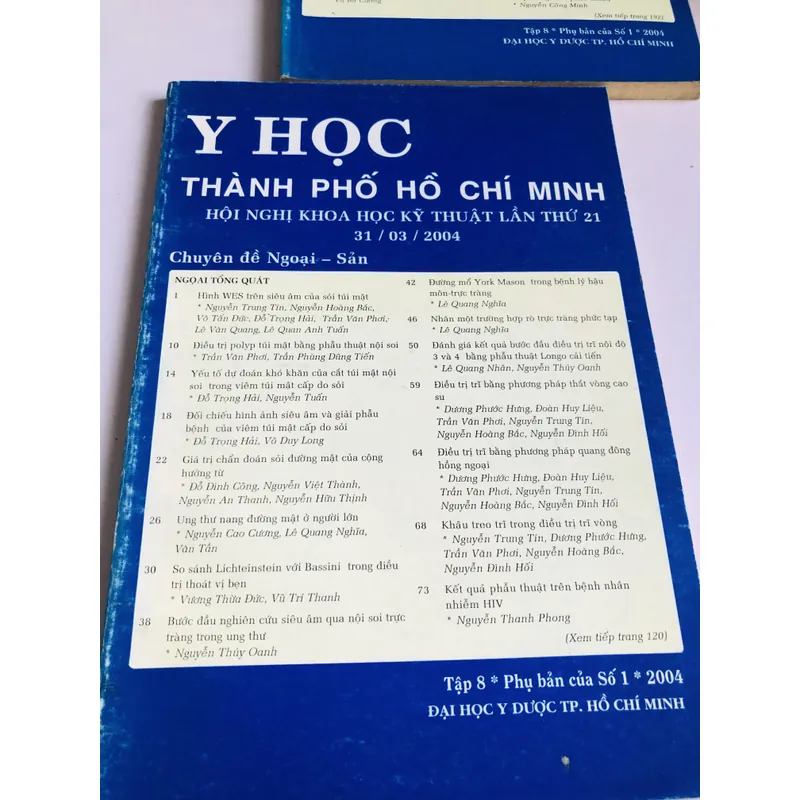 * Nguyễn Công Minh
(Xem tiếp trang 192)
Tập 8 * Phụ bản của Số 1 * 2004
ĐẠI HỌC Y DƯỢC TP. HỒ CHÍ MINH
Y HỌC
THÀNH PHỐ HỒ CHÍ MINH
HỘI NGHỊ KHOA HỌC KỸ THUẬT LẦN THỨ 21
31 / 03 / 2004
Chuyên đề Ngoại – Sản
NGOẠI TỔNG QUÁT
1 Hình WES trên siêu âm của sỏi túi mật
* Nguyễn Trung Tín, Nguyễn Hoàng Bắc,
Võ Tấn Đức, Đỗ Trọng Hải, Trần Văn Phơi,
Lê Văn Quang, Lê Quan Anh Tuấn
10 Điều trị polyp túi mật bằng phẫu thuật nội soi
* Trần Văn Phơi, Trần Phùng Dũng Tiến
14 Yếu tố dự đoán khó khăn của cắt túi mật nội
soi trong viêm túi mật cấp do sỏi
* Đỗ Trọng Hải, Nguyễn Tuấn
18 Đối chiếu hình ảnh siêu âm và giải phẫu
bệnh của viêm túi mật cấp do sỏi
* Đỗ Trọng Hải, Võ Duy Long
22 Giá trị chẩn đoán sỏi đường mật của cộng
hưởng từ
* Đỗ Đình Công, Nguyễn Việt Thành,
Nguyễn An Thanh, Nguyễn Hữu Thịnh
26 Ung thư nang đường mật ở người lớn
* Nguyễn Cao Cương, Lê Quang Nghĩa,
Văn Tần
30 So sánh Lichteinstein với Bassini trong điều
trị thoát vị bẹn
* Vương Thừa Đức, Vũ Trí Thanh
38 Bước đầu nghiên cứu siêu âm qua nội soi trực
tràng trong ung thư
* Nguyễn Thúy Oanh
42 Đường mổ York Mason trong bệnh lý hậu
môn-trực tràng
* Lê Quang Nghĩa
46 Nhân một trường hợp rò trực tràng phức tạp
* Lê Quang Nghĩa
50 Đánh giá kết quả bước đầu điều trị trĩ nội độ
3 và 4 bằng phẫu thuật Longo cải tiến
* Lê Quang Nhân, Nguyễn Thúy Oanh
59 Điều trị trĩ bằng phương pháp thắt vòng cao
su
* Dương Phước Hưng, Đoàn Huy Liệu,
Trần Văn Phơi, Nguyễn Trung Tín,
Nguyễn Hoàng Bắc, Nguyễn Đình Hối
64 Điều trị trĩ bằng phương pháp quang đông
hồng ngoại
* Dương Phước Hưng, Đoàn Huy Liệu,
Trần Văn Phơi, Nguyễn Trung Tín,
Nguyễn Hoàng Bắc, Nguyễn Đình Hối
68 Khâu treo trĩ trong điều trị trĩ vòng
* Nguyễn Trung Tín, Dương Phước Hưng,
Trần Văn Phơi, Nguyễn Hoàng Bắc,
Nguyễn Đình Hối
73 Kết quả phẫu thuật trên bệnh nhân
nhiễm HIV
* Nguyễn Thanh Phong
(Xem tiếp trang 120)
Tập 8 * Phụ bản của Số 1 * 2004
ĐẠI HỌC Y DƯỢC TP. HỒ CHÍ MINH